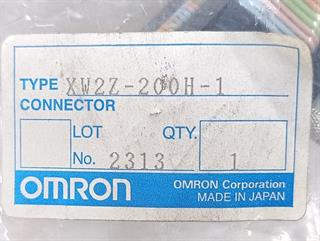 TYPE XW2Z-200H-1
CONNECTOR
LOT QTY.
No. 2313 1
OMRON OMRON Corporation
MADE IN JAPAN